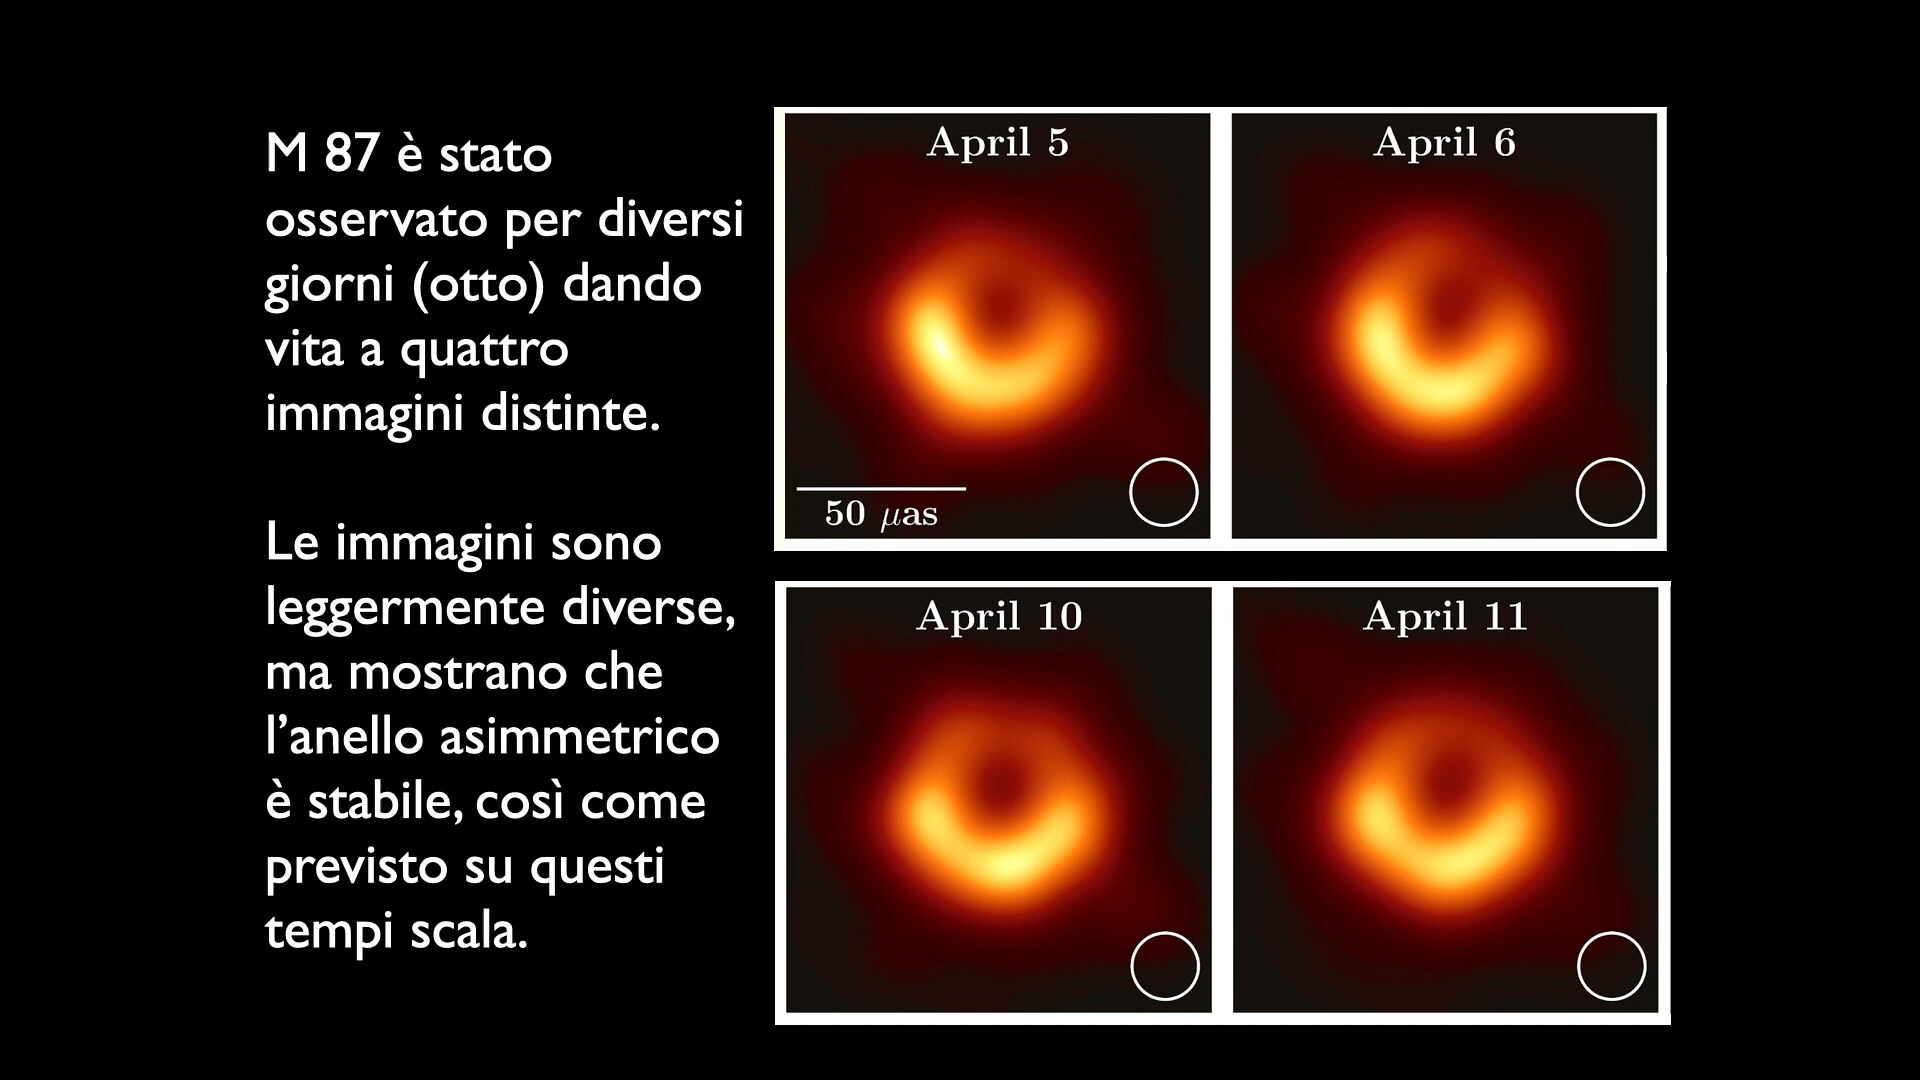 M 87 è stato
osservato per diversi
giorni (otto) dando
vita a quattro
immagini distinte.
Le immagini sono
leggermente diverse,
ma mostrano che
l’anello asimmetrico
è stabile, così come
previsto su questi
tempi scala.
April 5
April 6
50 μas
April 10
April 11